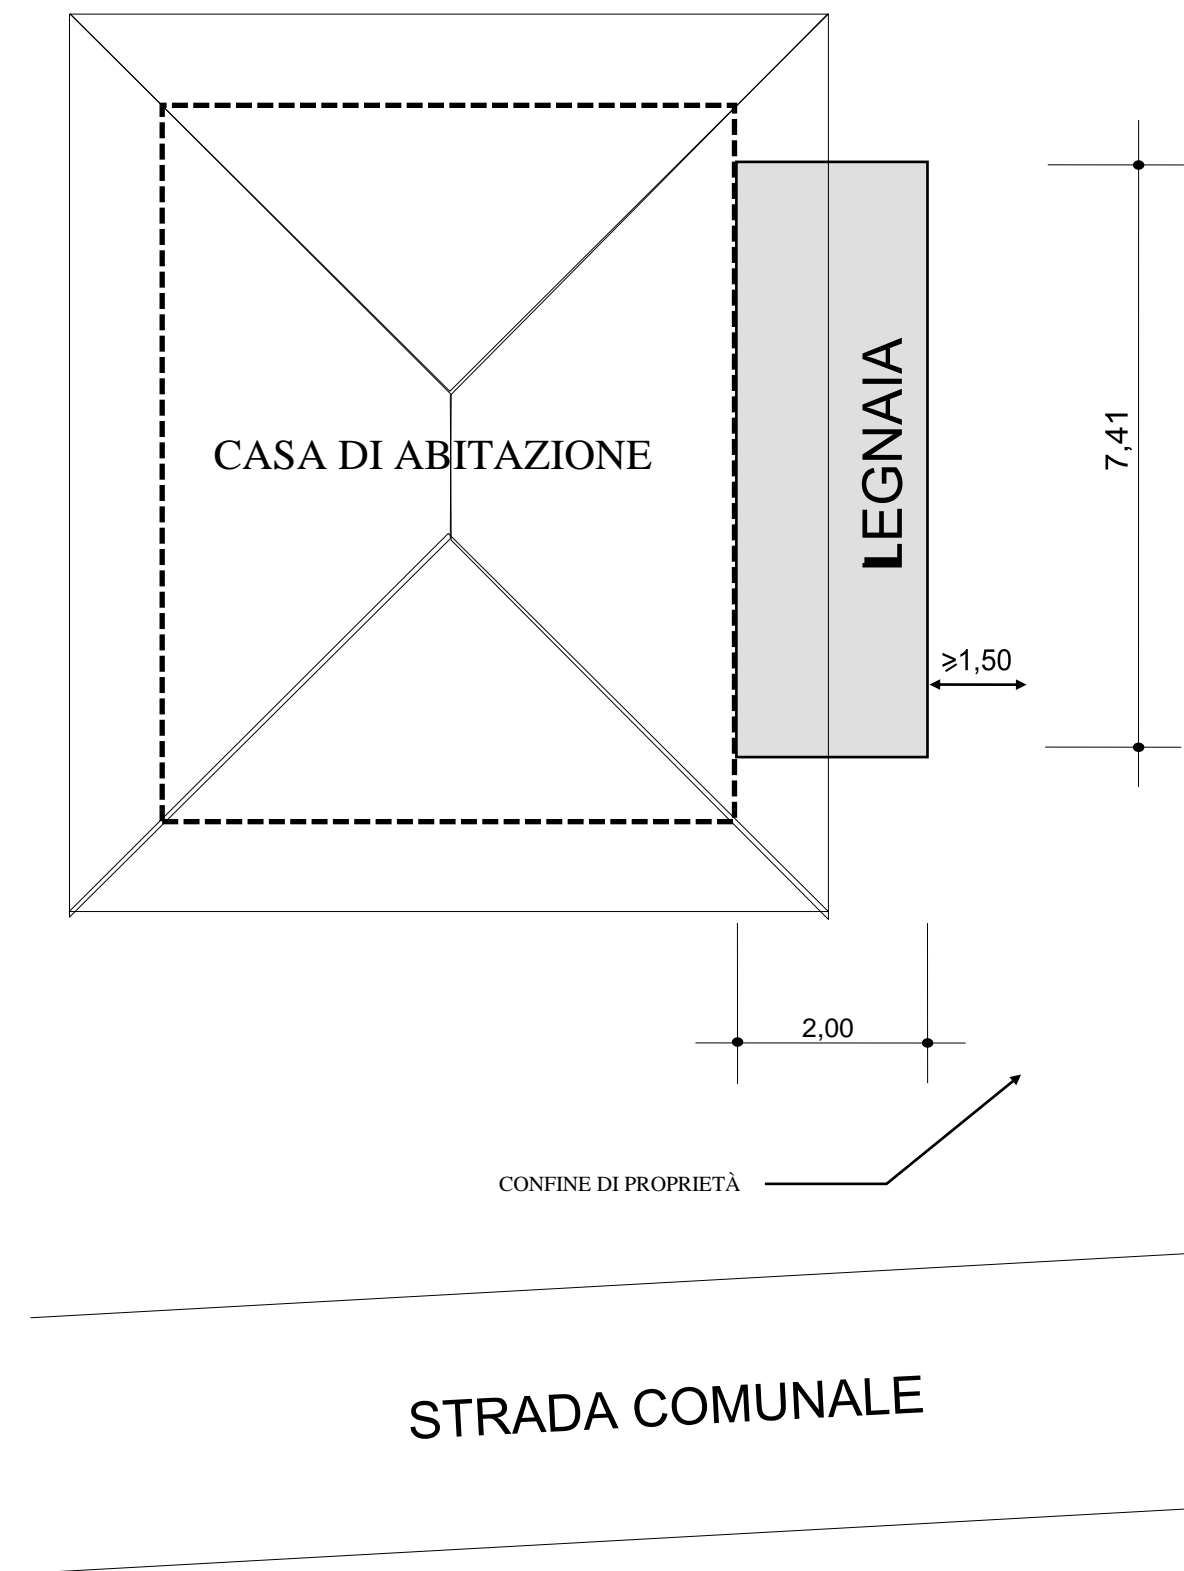 CASA DI ABITAZIONE
LEGNAIA
7,41
⩾1,50
2,00
CONFINE DI PROPRIETÀ
STRADA COMUNALE